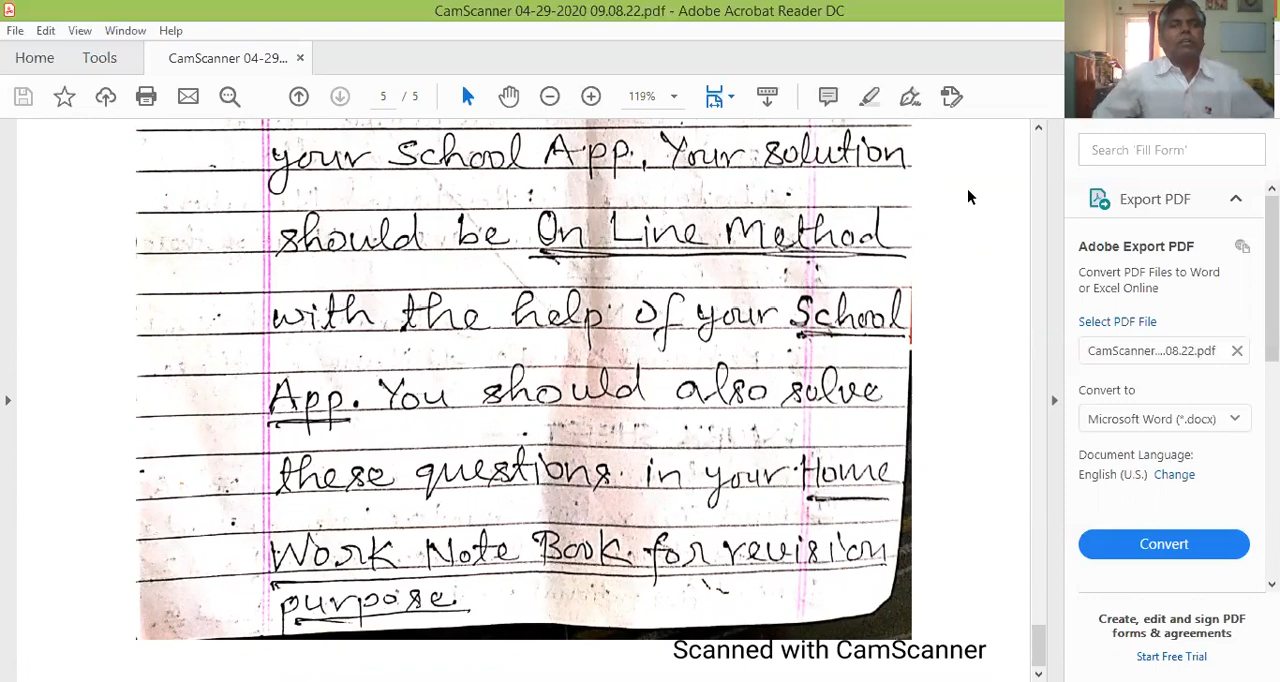 CamScanner 04-29-2020 09.08.22.pdf - Adobe Acrobat Reader DC
File Edit View Window Help
Home Tools CamScanner 04-29... ×
5 / 5 119%
your School App. Your solution
should be On Line Method
with the help of your School
App. You should also solve
these questions in your Home
Work Note Book for revision
purpose.
Scanned with CamScanner
Search 'Fill Form'
Export PDF
Adobe Export PDF
Convert PDF Files to Word
or Excel Online
Select PDF File
CamScanner....08.22.pdf
Convert to
Microsoft Word (*.docx)
Document Language:
English (U.S.) Change
Convert
Create, edit and sign PDF
forms & agreements
Start Free Trial